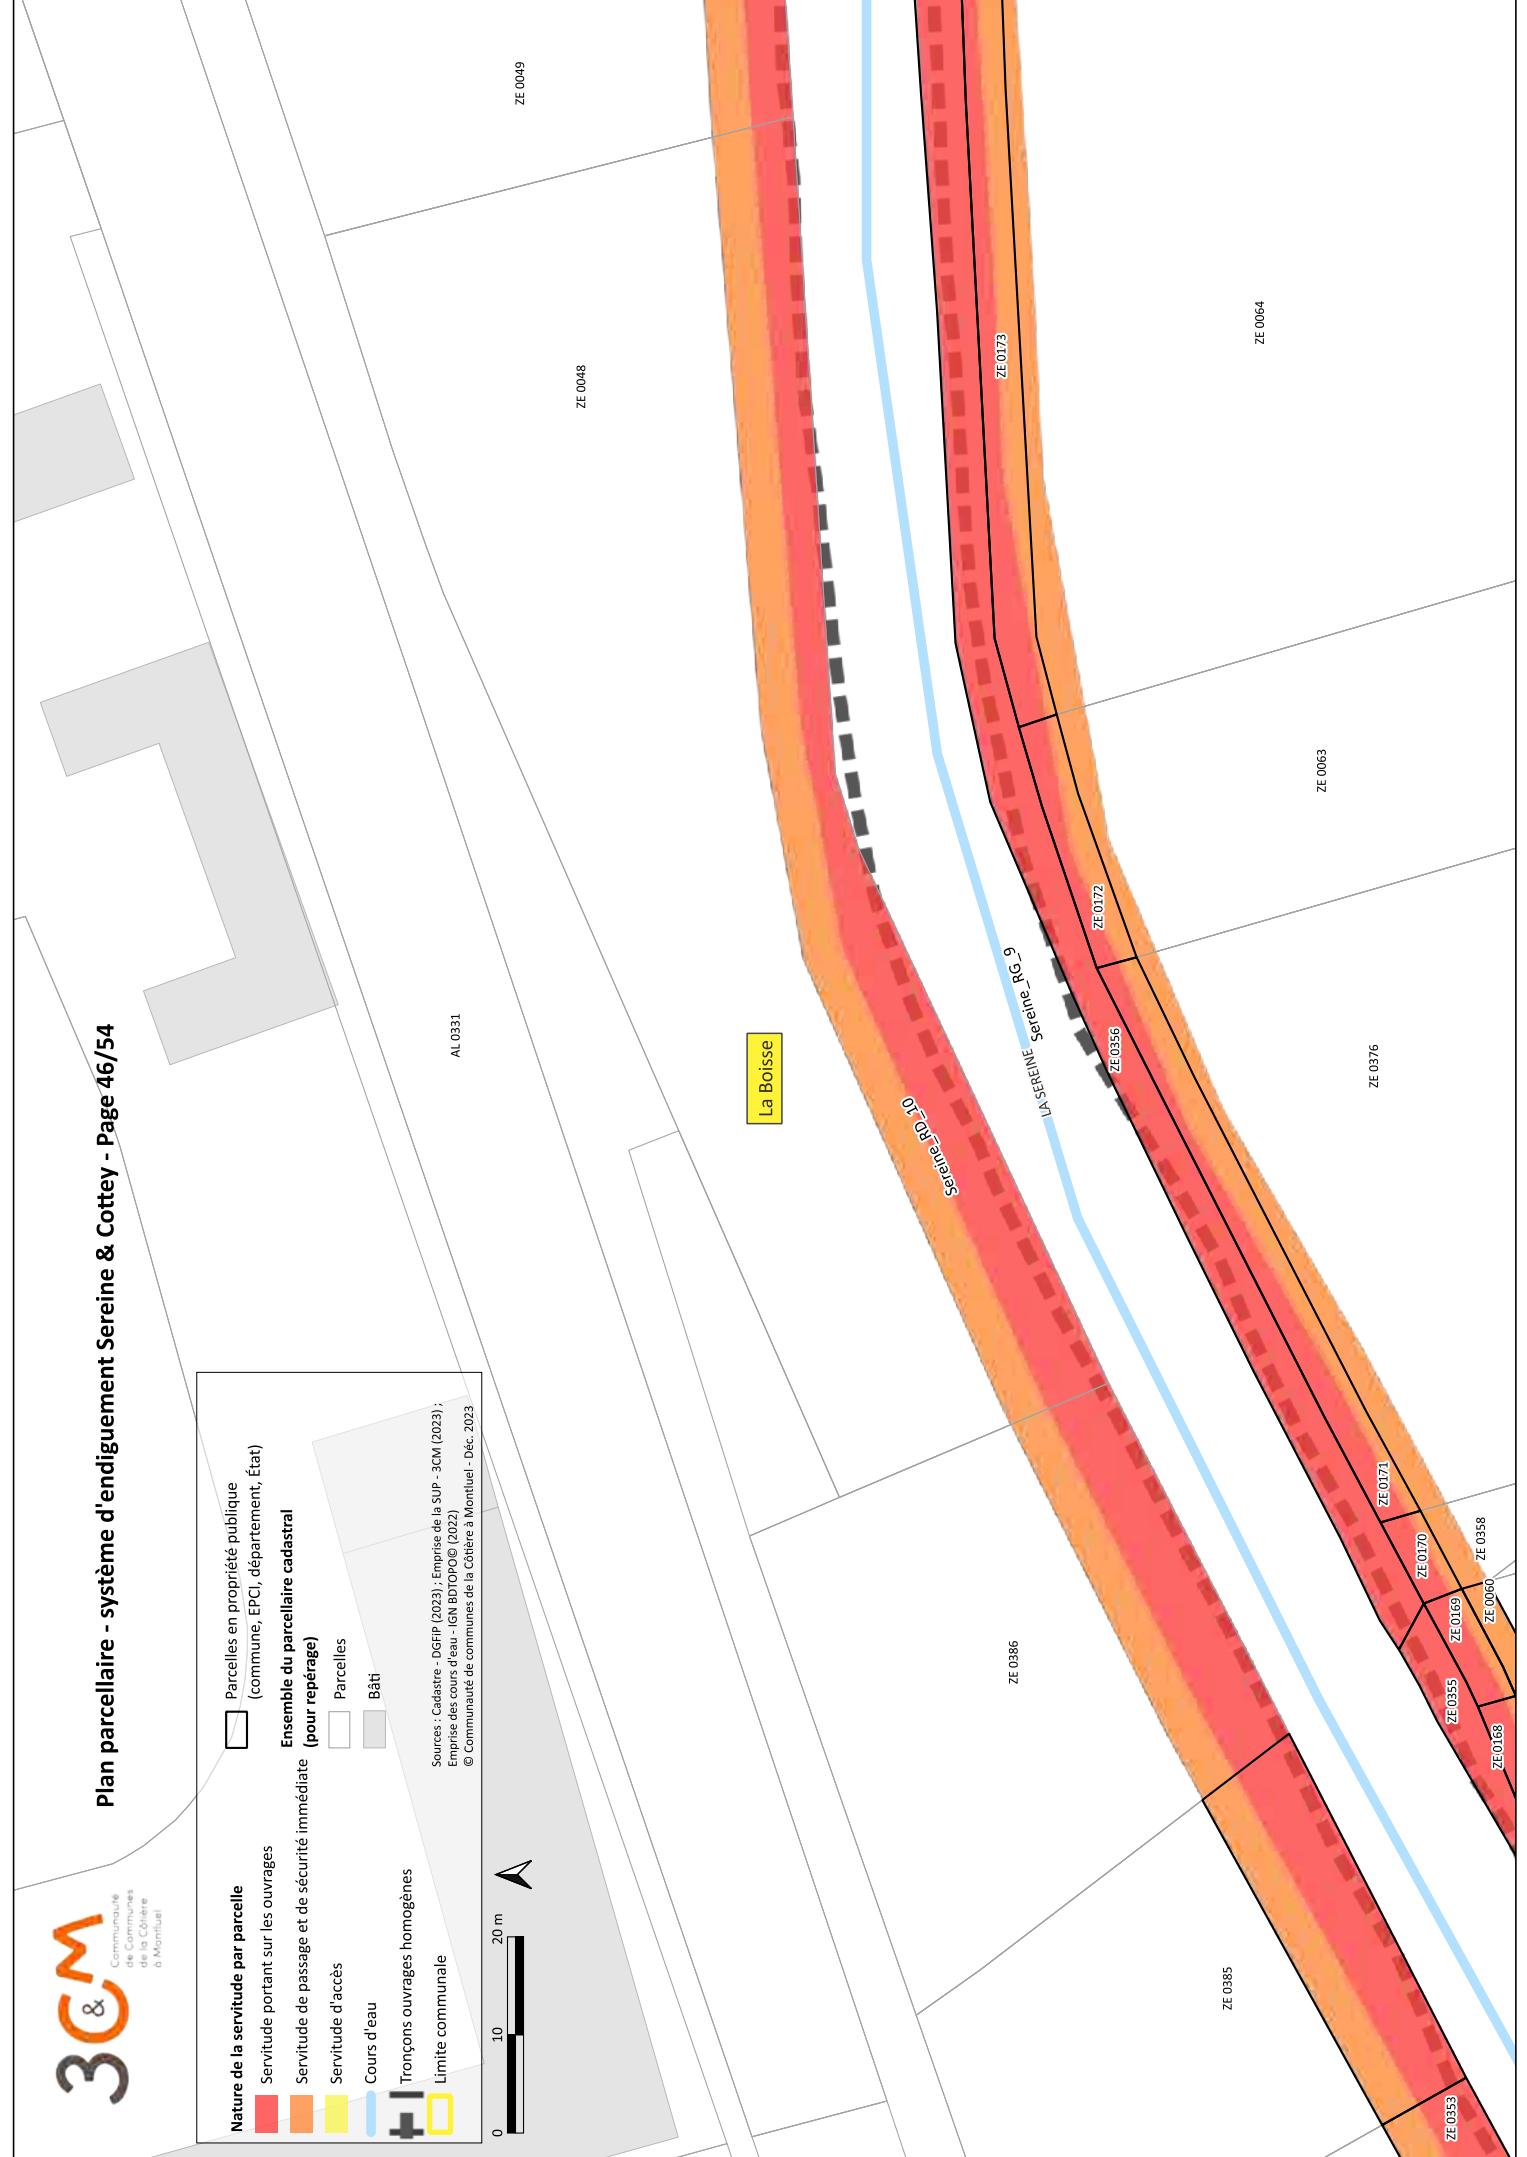 3C&M
Communauté
de Communes
de la Côtière
à Montluel
Plan parcellaire - système d'endiguement Sereine & Cottey - Page 46/54
Nature de la servitude par parcelle
Servitude portant sur les ouvrages
Servitude de passage et de sécurité immédiate
Servitude d'accès
Cours d'eau
Tronçons ouvrages homogènes
Limite communale
Parcelles en propriété publique
(commune, EPCI, département, État)
Ensemble du parcellaire cadastral
(pour repérage)
Parcelles
Bâti
Sources : Cadastre - DGFiP (2023) ; Emprise de la SUP - 3CM (2023) ;
Emprise des cours d'eau - IGN BDTOPO© (2022)
© Communauté de communes de la Côtière à Montluel - Déc. 2023
0 10 20 m
AL 0331
ZE 0049
ZE 0048
La Boisse
Sereine_RD_10
LA SEREINE
Sereine_RG_9
ZE 0173
ZE 0064
ZE 0172
ZE 0063
ZE 0356
ZE 0376
ZE 0171
ZE 0170
ZE 0358
ZE 0169
ZE 0060
ZE 0355
ZE 0168
ZE 0386
ZE 0385
ZE 0353